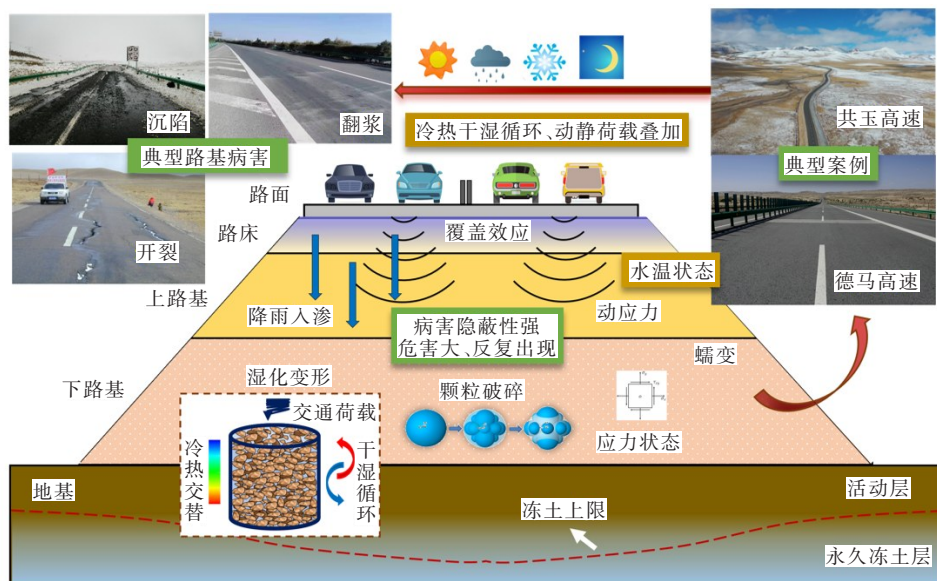 沉陷
翻浆
典型路基病害
开裂
冷热干湿循环、动静荷载叠加
共玉高速
典型案例
德马高速
路面
路床
覆盖效应
水温状态
上路基
降雨入渗
动应力
病害隐蔽性强
危害大、反复出现
蠕变
下路基
湿化变形
交通荷载
冷热交替
干湿循环
颗粒破碎
应力状态
地基
活动层
冻土上限
永久冻土层